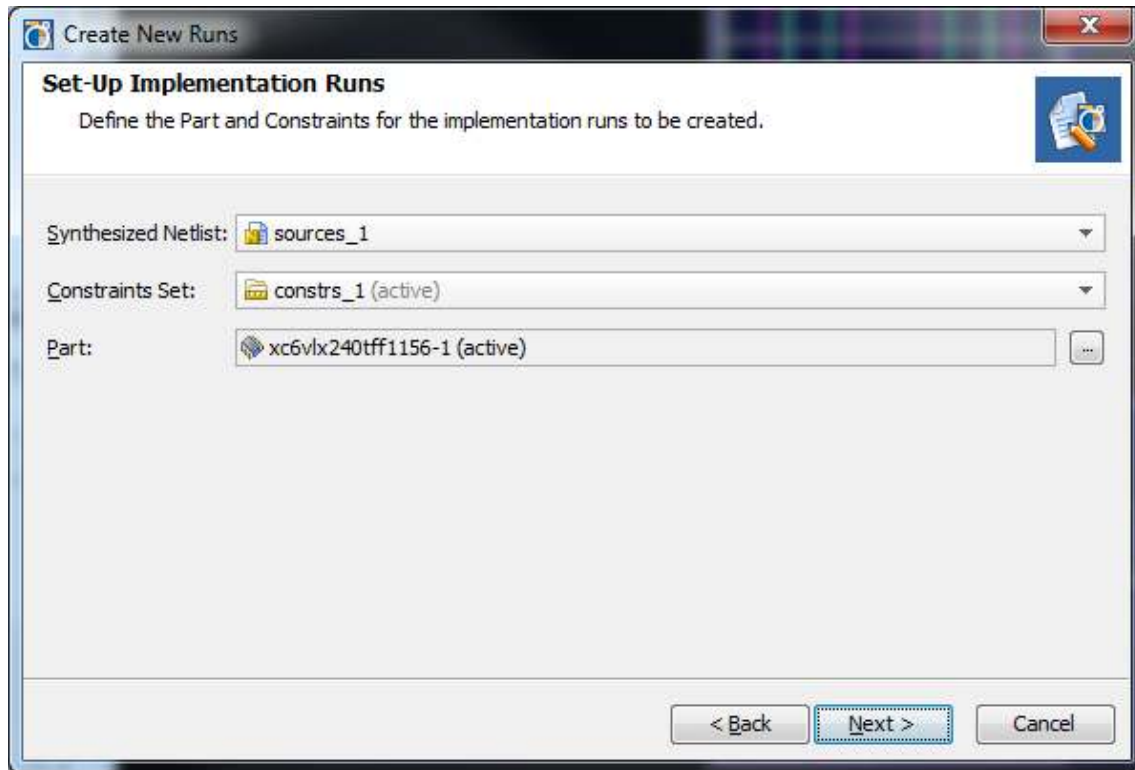 Create New Runs
Set-Up Implementation Runs
Define the Part and Constraints for the implementation runs to be created.
Synthesized Netlist: sources_1
Constraints Set: constrs_1 (active)
Part: xc6vlx240tff1156-1 (active) ...
< Back Next > Cancel